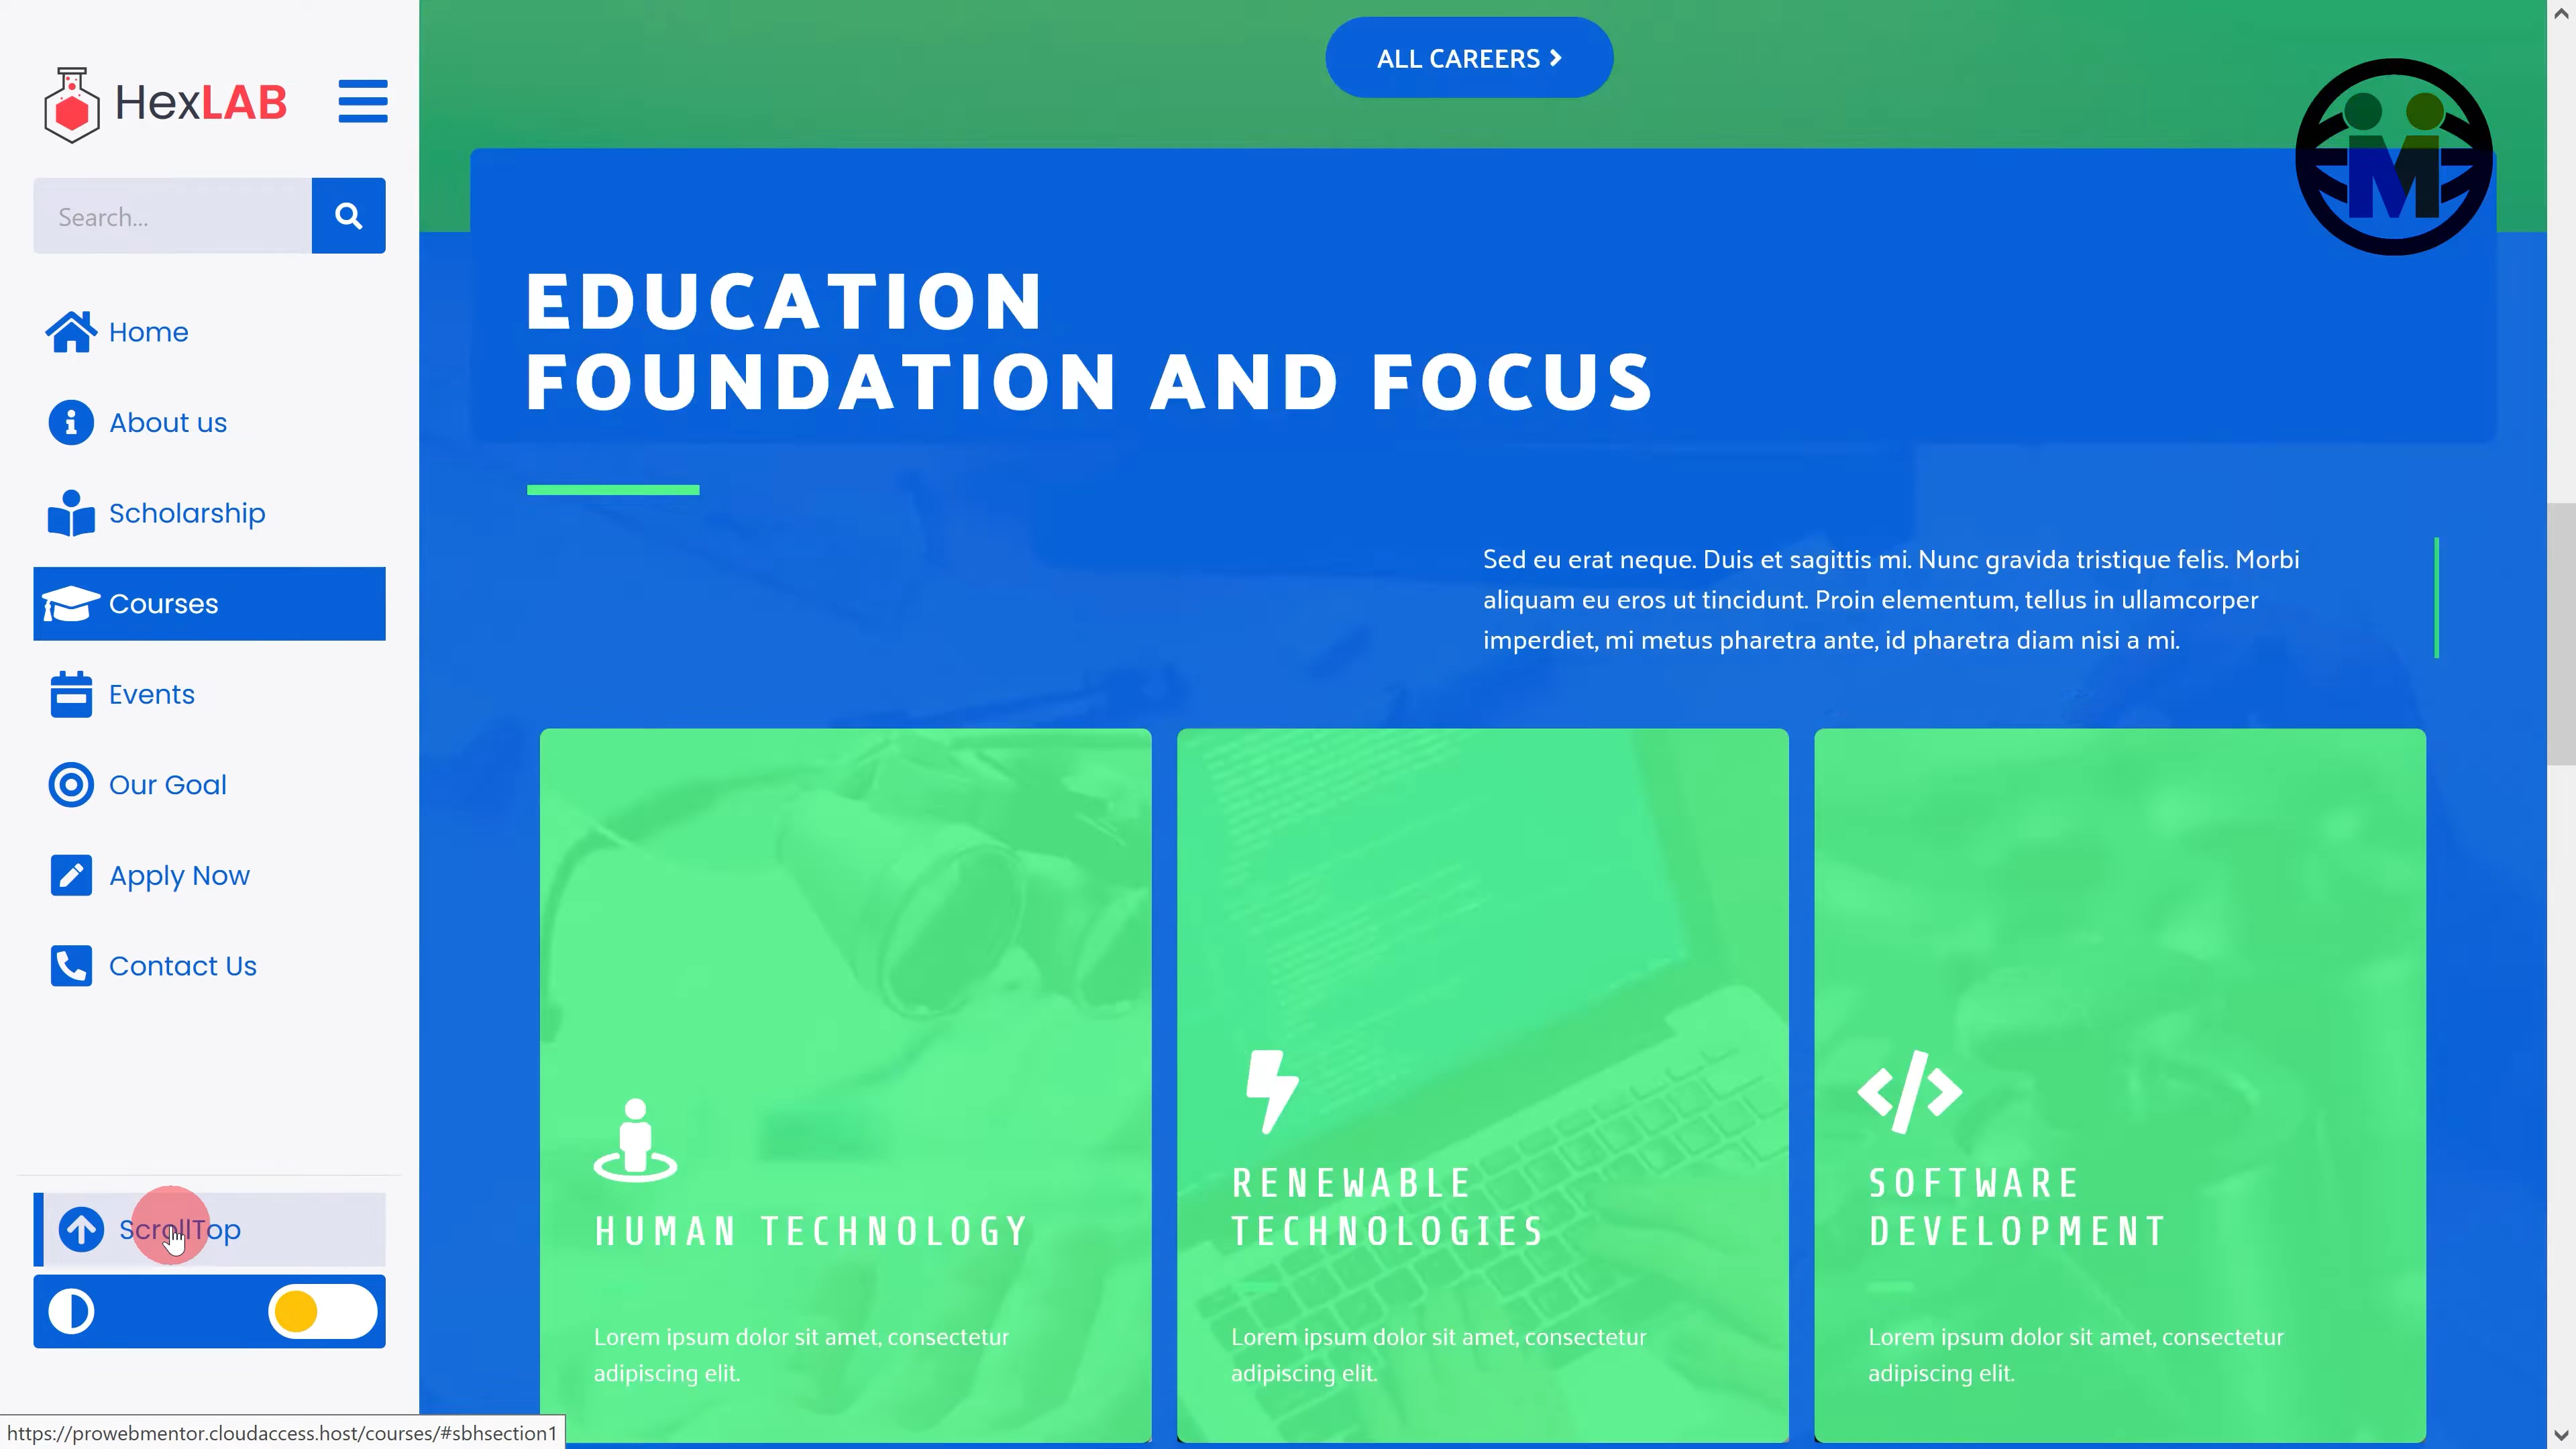 HexLAB
Search...
Home
About us
Scholarship
Courses
Events
Our Goal
Apply Now
Contact Us
ScrollTop
https://prowebmentor.cloudaccess.host/courses/#sbhsection1
ALL CAREERS
M
EDUCATION
FOUNDATION AND FOCUS
Sed eu erat neque. Duis et sagittis mi. Nunc gravida tristique felis. Morbi
aliquam eu eros ut tincidunt. Proin elementum, tellus in ullamcorper
imperdiet, mi metus pharetra ante, id pharetra diam nisi a mi.
HUMAN TECHNOLOGY
Lorem ipsum dolor sit amet, consectetur
adipiscing elit.
RENEWABLE
TECHNOLOGIES
Lorem ipsum dolor sit amet, consectetur
adipiscing elit.
SOFTWARE
DEVELOPMENT
Lorem ipsum dolor sit amet, consectetur
adipiscing elit.